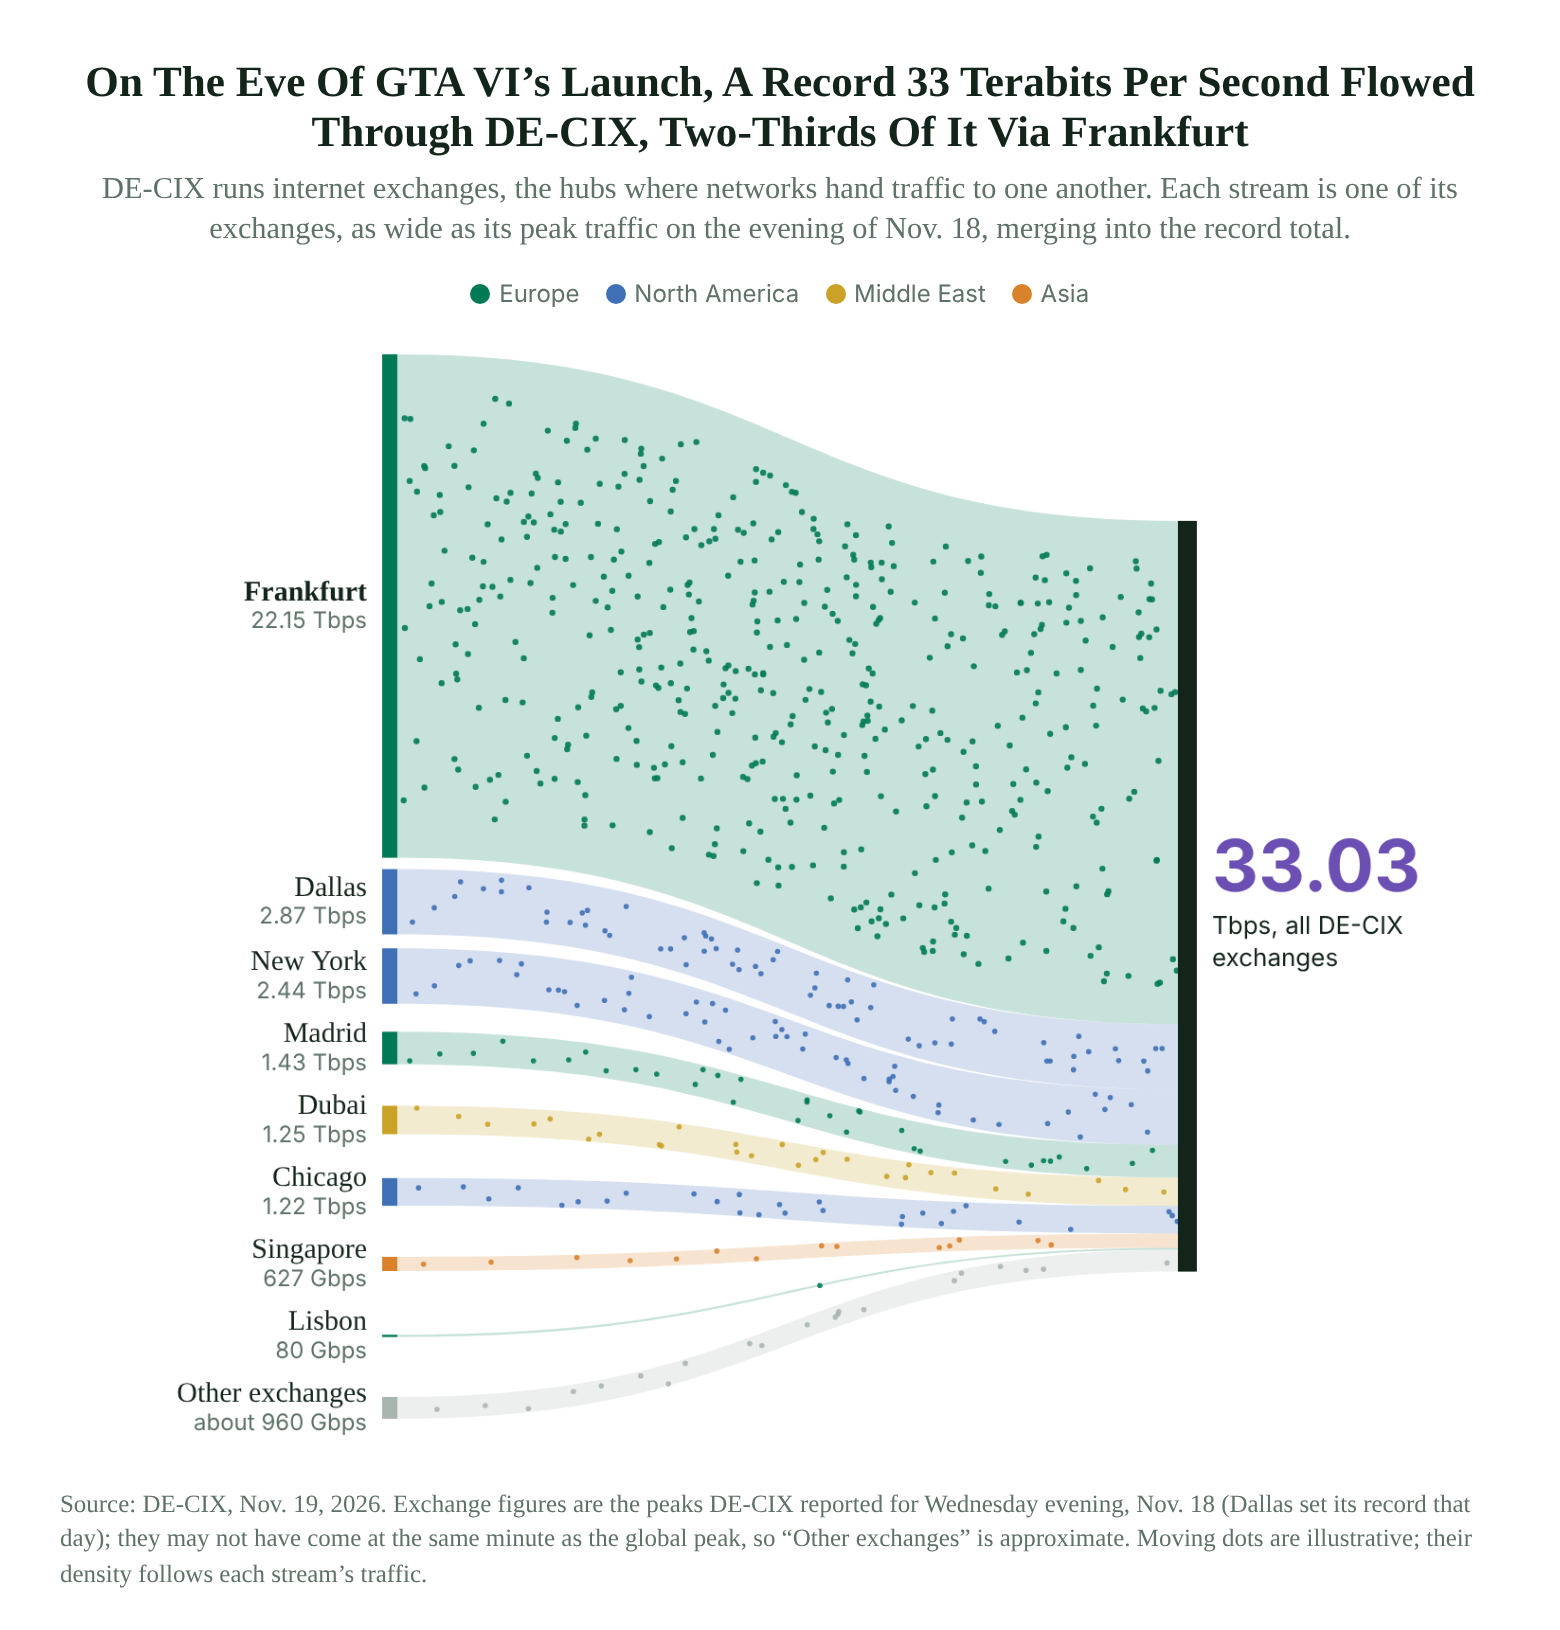 On The Eve Of GTA VI’s Launch, A Record 33 Terabits Per Second Flowed
Through DE-CIX, Two-Thirds Of It Via Frankfurt
DE-CIX runs internet exchanges, the hubs where networks hand traffic to one another. Each stream is one of its
exchanges, as wide as its peak traffic on the evening of Nov. 18, merging into the record total.
Europe North America Middle East Asia
Frankfurt
22.15 Tbps
33.03
Tbps, all DE-CIX
exchanges
Dallas
2.87 Tbps
New York
2.44 Tbps
Madrid
1.43 Tbps
Dubai
1.25 Tbps
Chicago
1.22 Tbps
Singapore
627 Gbps
Lisbon
80 Gbps
Other exchanges
about 960 Gbps
Source: DE-CIX, Nov. 19, 2026. Exchange figures are the peaks DE-CIX reported for Wednesday evening, Nov. 18 (Dallas set its record that
day); they may not have come at the same minute as the global peak, so “Other exchanges” is approximate. Moving dots are illustrative; their
density follows each stream’s traffic.